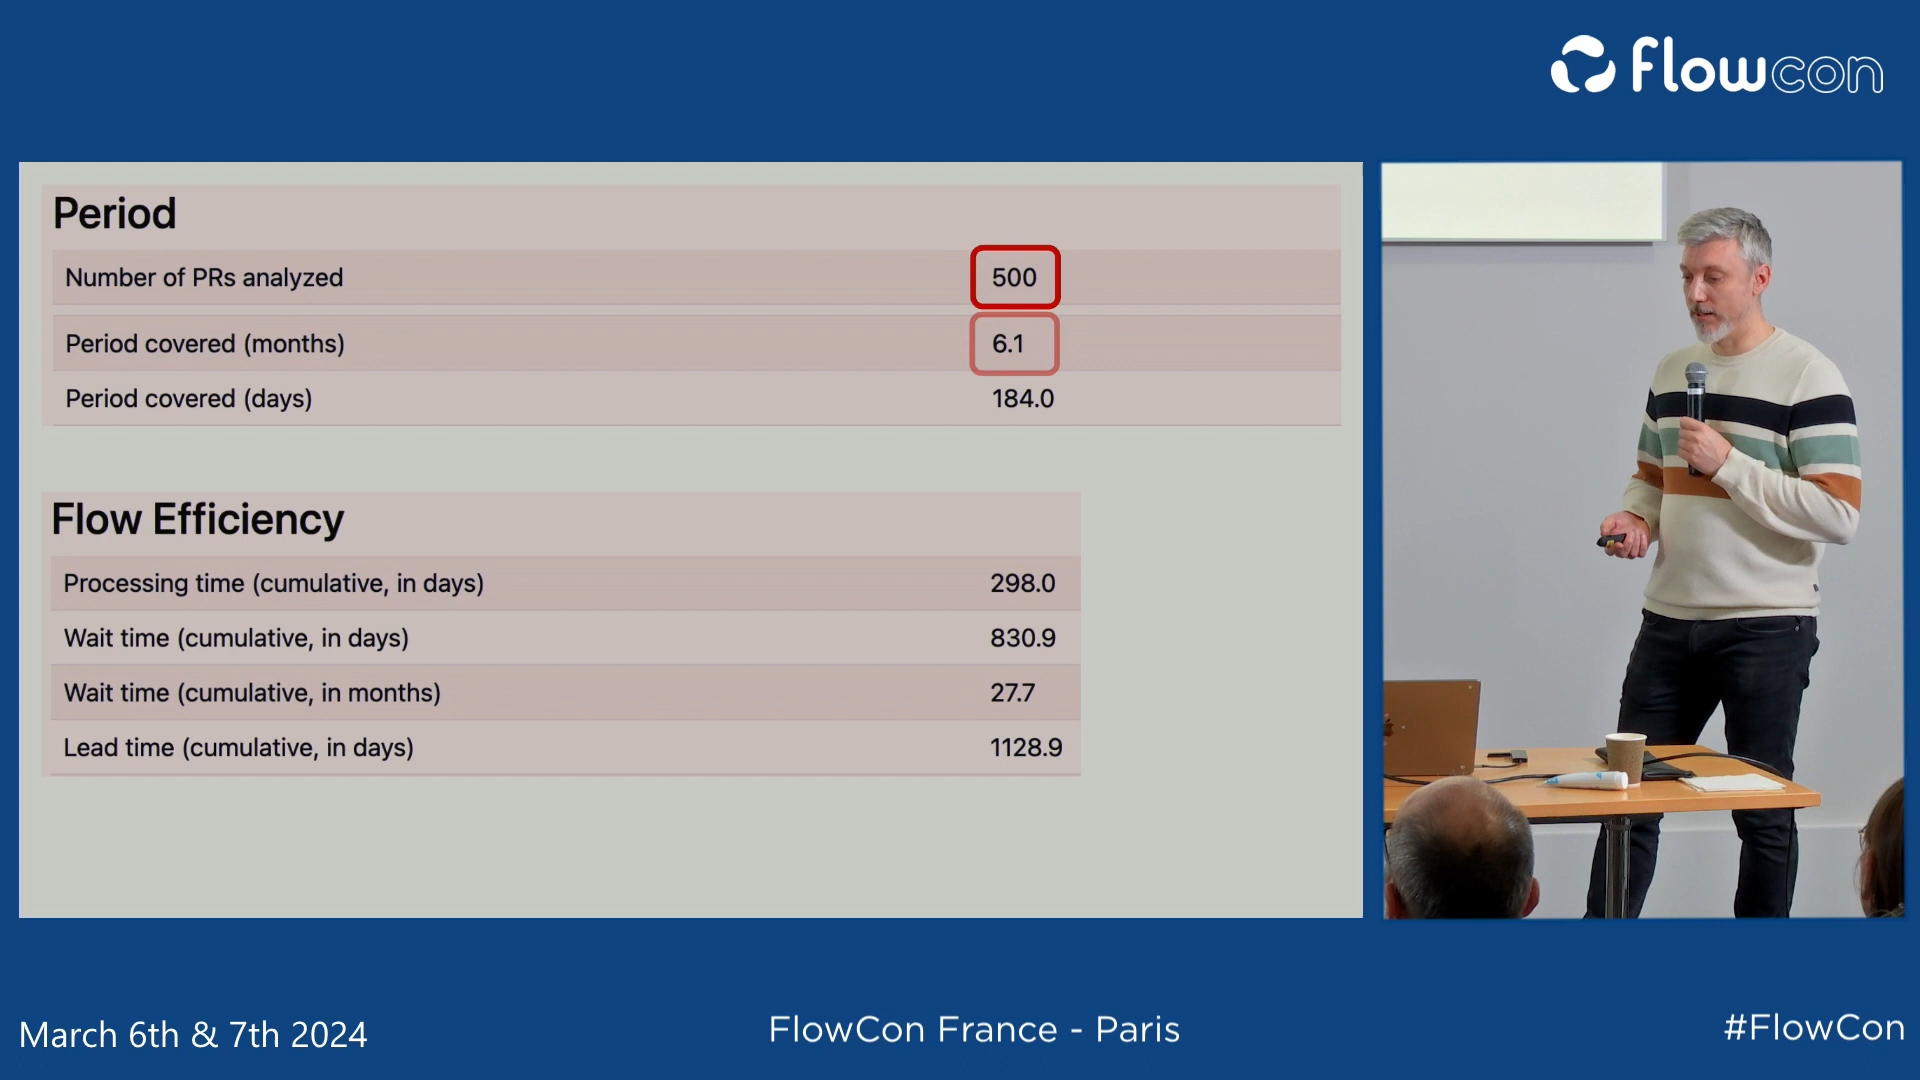 flowcon
Period
Number of PRs analyzed 500
Period covered (months) 6.1
Period covered (days) 184.0
Flow Efficiency
Processing time (cumulative, in days) 298.0
Wait time (cumulative, in days) 830.9
Wait time (cumulative, in months) 27.7
Lead time (cumulative, in days) 1128.9
March 6th & 7th 2024
FlowCon France - Paris
#FlowCon